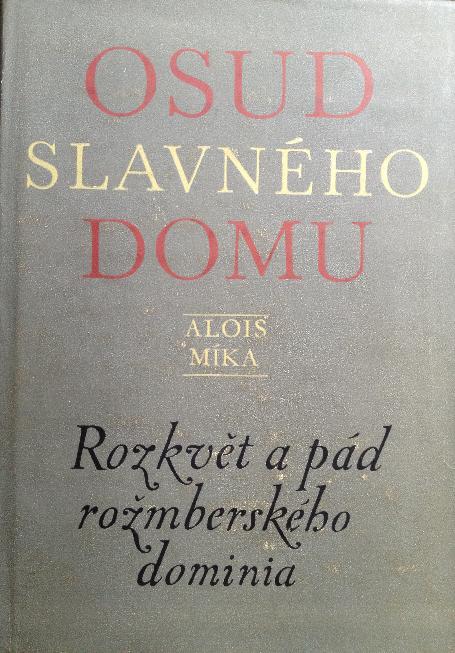 OSUD
SLAVNÉHO
DOMU
ALOIS
MÍKA
Rozkvět a pád
rožmberského
dominia